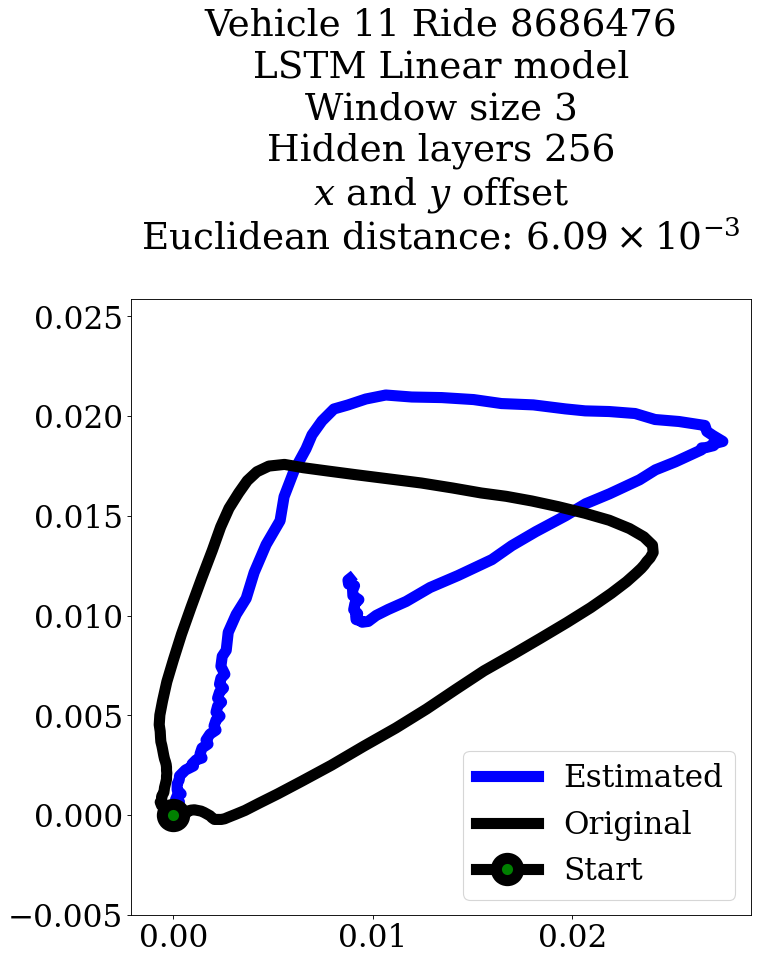 Vehicle 11 Ride 8686476
LSTM Linear model
Window size 3
Hidden layers 256
x and y offset
Euclidean distance: 6.09 × 10⁻³
0.025
0.020
0.015
0.010
0.005
0.000
−0.005
0.00
0.01
0.02
Estimated
Original
Start